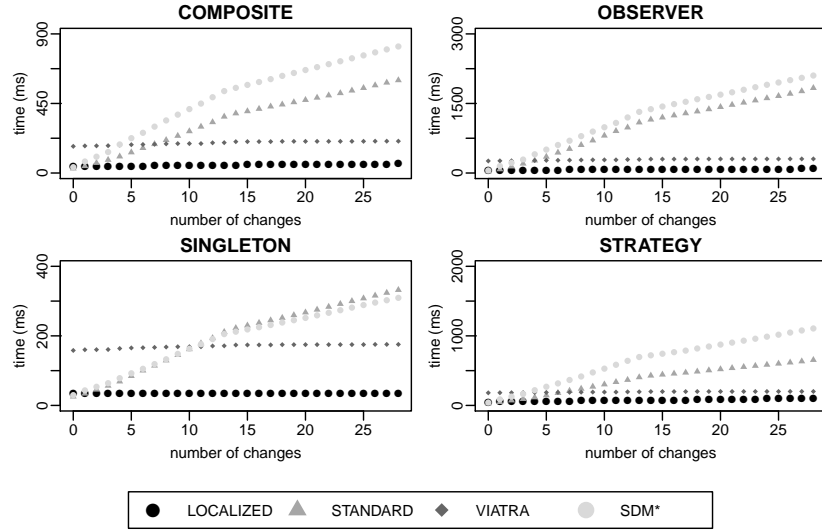 COMPOSITE
900
450
0
time (ms)
0 5 10 15 20 25
number of changes
OBSERVER
3000
1500
0
time (ms)
0 5 10 15 20 25
number of changes
SINGLETON
400
200
0
time (ms)
0 5 10 15 20 25
number of changes
STRATEGY
2000
1000
0
time (ms)
0 5 10 15 20 25
number of changes
LOCALIZED STANDARD VIATRA SDM*